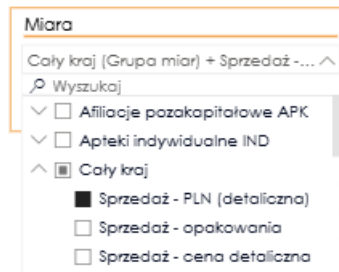 Miara
Cały kraj (Grupa miar) + Sprzedaż -...
Wyszukaj
Afiliacje pozakapitałowe APK
Apteki indywidualne IND
Cały kraj
Sprzedaż - PLN (detaliczna)
Sprzedaż - opakowania
Sprzedaż - cena detaliczna